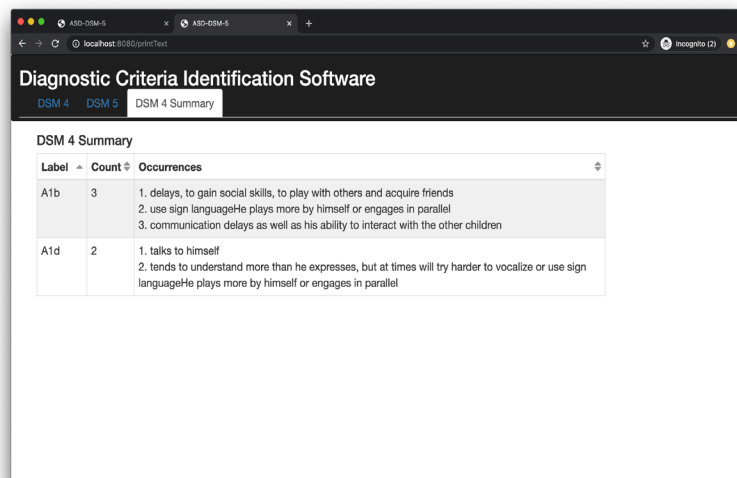 ASD-DSM-5 × ASD-DSM-5 × +
localhost:8080/printText Incognito (2)
Diagnostic Criteria Identification Software
DSM 4 DSM 5 DSM 4 Summary
DSM 4 Summary
Label Count Occurrences
A1b 3 1. delays, to gain social skills, to play with others and acquire friends
2. use sign languageHe plays more by himself or engages in parallel
3. communication delays as well as his ability to interact with the other children
A1d 2 1. talks to himself
2. tends to understand more than he expresses, but at times will try harder to vocalize or use sign
languageHe plays more by himself or engages in parallel